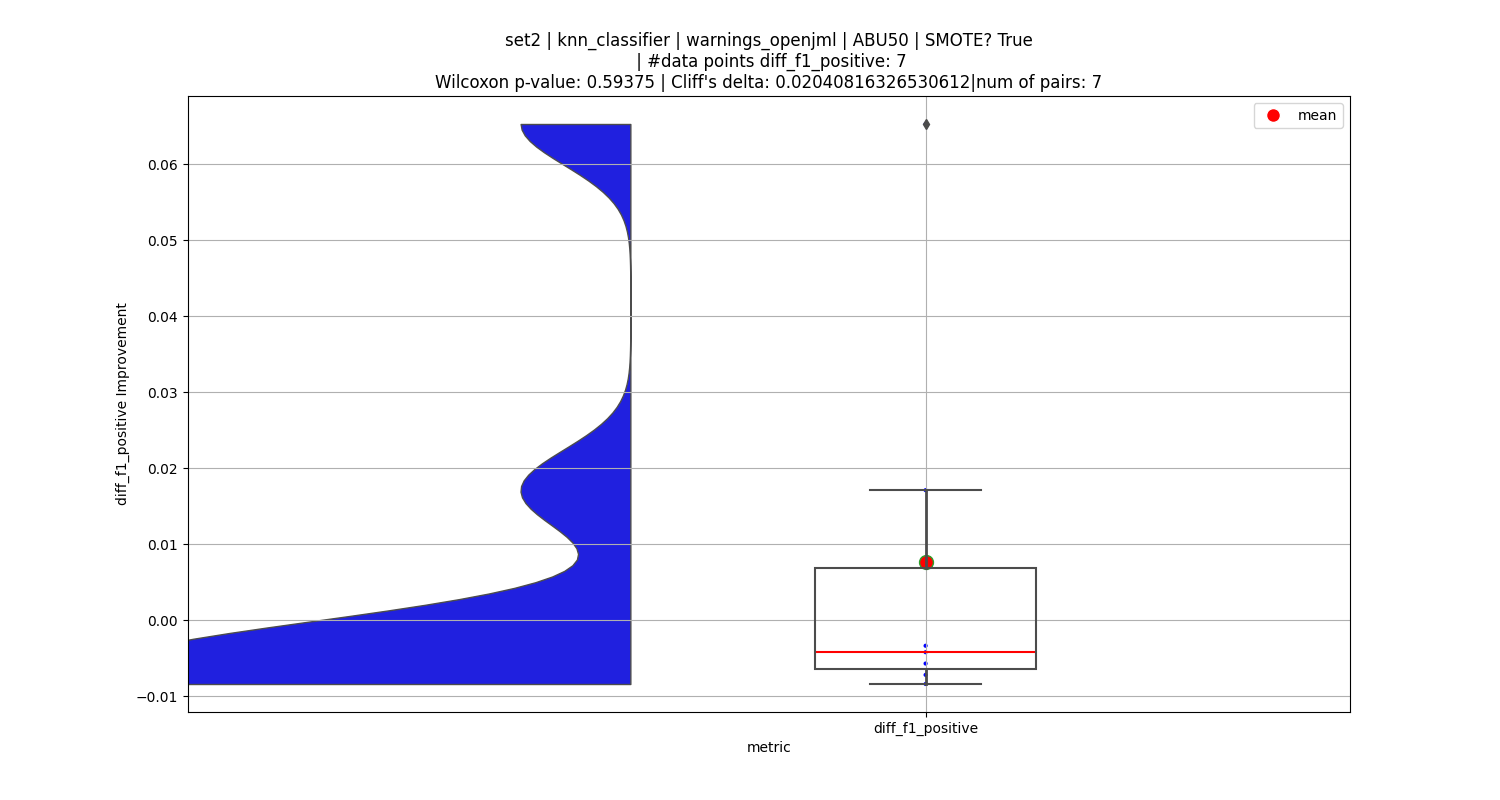 set2 | knn_classifier | warnings_openjml | ABU50 | SMOTE? True
| #data points diff_f1_positive: 7
Wilcoxon p-value: 0.59375 | Cliff's delta: 0.02040816326530612|num of pairs: 7
mean
0.06
0.05
0.04
0.03
0.02
0.01
0.00
−0.01
diff_f1_positive Improvement
diff_f1_positive
metric